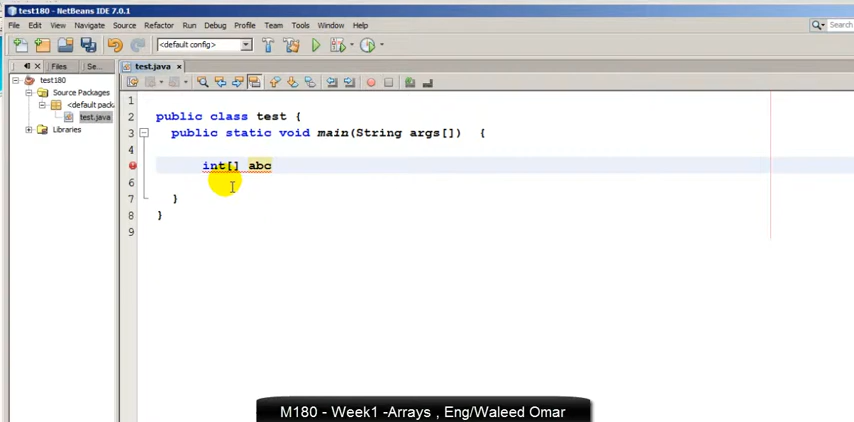 test180 - NetBeans IDE 7.0.1
File Edit View Navigate Source Refactor Run Debug Profile Team Tools Window Help
<default config>
Search
Files Se...
test.java
test180
Source Packages
<default pack
test.java
Libraries
1
2 public class test {
3 public static void main(String args[]) {
4
int[] abc
6
7 }
8 }
9
M180 - Week1 -Arrays , Eng/Waleed Omar